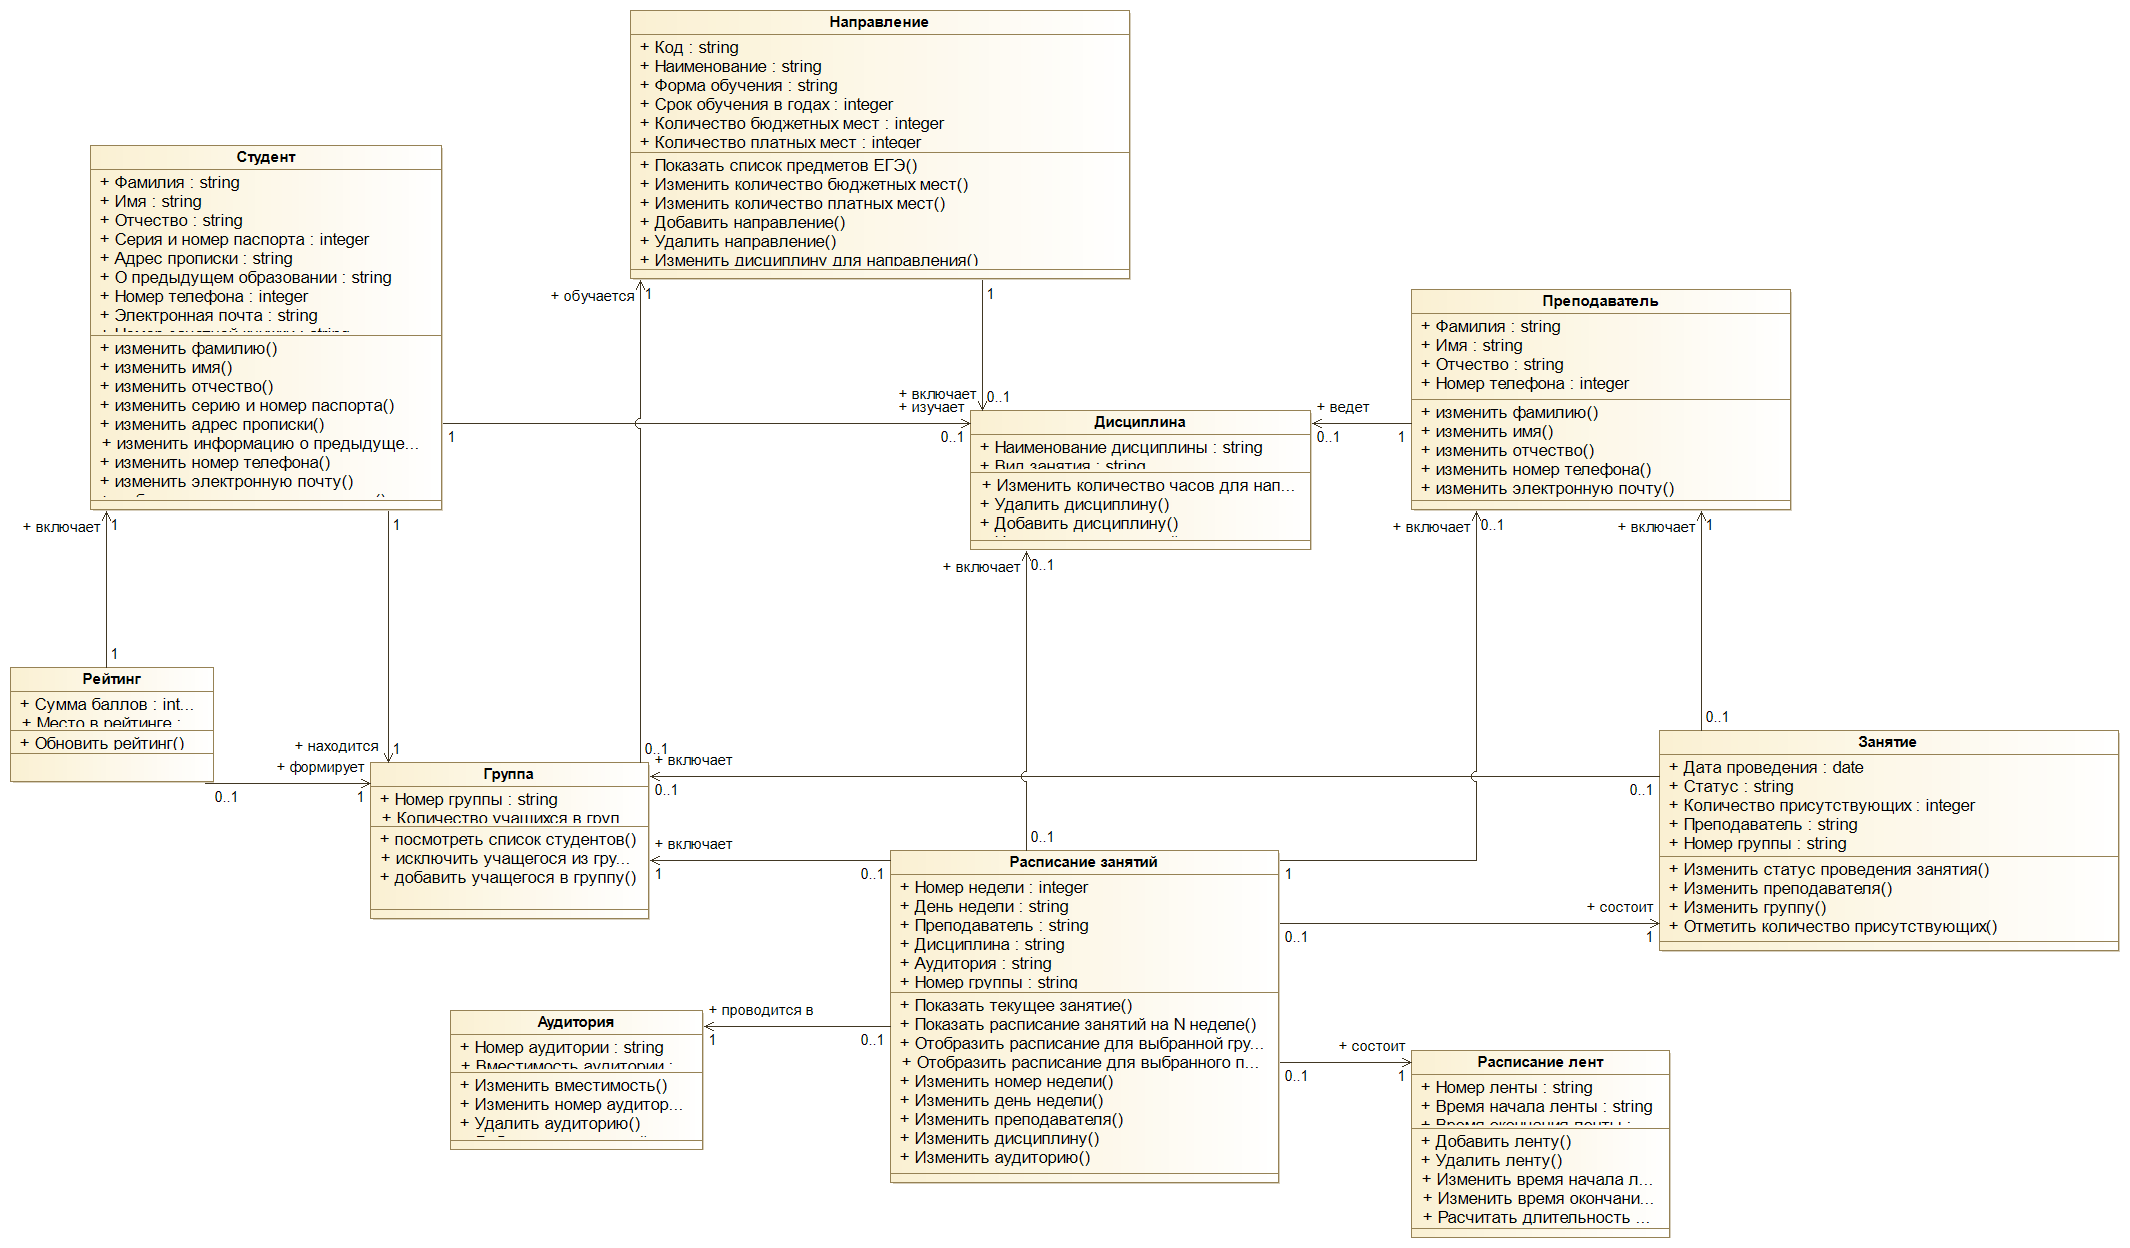 Направление
+ Код : string
+ Наименование : string
+ Форма обучения : string
+ Срок обучения в годах : integer
+ Количество бюджетных мест : integer
+ Количество платных мест : integer
+ Показать список предметов ЕГЭ()
+ Изменить количество бюджетных мест()
+ Изменить количество платных мест()
+ Добавить направление()
+ Удалить направление()
+ Изменить дисциплину для направления()
Студент
+ Фамилия : string
+ Имя : string
+ Отчество : string
+ Серия и номер паспорта : integer
+ Адрес прописки : string
+ О предыдущем образовании : string
+ Номер телефона : integer
+ Электронная почта : string
+ изменить фамилию()
+ изменить имя()
+ изменить отчество()
+ изменить серию и номер паспорта()
+ изменить адрес прописки()
+ изменить информацию о предыдуще...
+ изменить номер телефона()
+ изменить электронную почту()
+ обучается
1
1
+ включает
0..1
+ изучает
1
0..1
Преподаватель
+ Фамилия : string
+ Имя : string
+ Отчество : string
+ Номер телефона : integer
+ изменить фамилию()
+ изменить имя()
+ изменить отчество()
+ изменить номер телефона()
+ изменить электронную почту()
+ ведет
0..1
1
Дисциплина
+ Наименование дисциплины : string
+ Вид занятия : string
+ Изменить количество часов для нап...
+ Удалить дисциплину()
+ Добавить дисциплину()
+ включает
1
1
+ включает
0..1
+ включает
0..1
+ включает
1
1
Рейтинг
+ Сумма баллов : int...
+ Место в рейтинге :
+ Обновить рейтинг()
+ находится
1
+ формирует
0..1
1
0..1
+ включает
0..1
0..1
0..1
Группа
+ Номер группы : string
+ Количество учащихся в груп
+ посмотреть список студентов()
+ исключить учащегося из гру...
+ добавить учащегося в группу()
+ включает
1
0..1
0..1
1
Занятие
+ Дата проведения : date
+ Статус : string
+ Количество присутствующих : integer
+ Преподаватель : string
+ Номер группы : string
+ Изменить статус проведения занятия()
+ Изменить преподавателя()
+ Изменить группу()
+ Отметить количество присутствующих()
Расписание занятий
+ Номер недели : integer
+ День недели : string
+ Преподаватель : string
+ Дисциплина : string
+ Аудитория : string
+ Номер группы : string
+ Показать текущее занятие()
+ Показать расписание занятий на N неделе()
+ Отобразить расписание для выбранной гру...
+ Отобразить расписание для выбранного п...
+ Изменить номер недели()
+ Изменить день недели()
+ Изменить преподавателя()
+ Изменить дисциплину()
+ Изменить аудиторию()
+ состоит
0..1
1
+ проводится в
1
0..1
Аудитория
+ Номер аудитории : string
+ Вместимость аудитории :
+ Изменить вместимость()
+ Изменить номер аудитор...
+ Удалить аудиторию()
+ состоит
0..1
1
Расписание лент
+ Номер ленты : string
+ Время начала ленты : string
+ Время окончания ленты :
+ Добавить ленту()
+ Удалить ленту()
+ Изменить время начала л...
+ Изменить время окончани...
+ Расчитать длительность ...